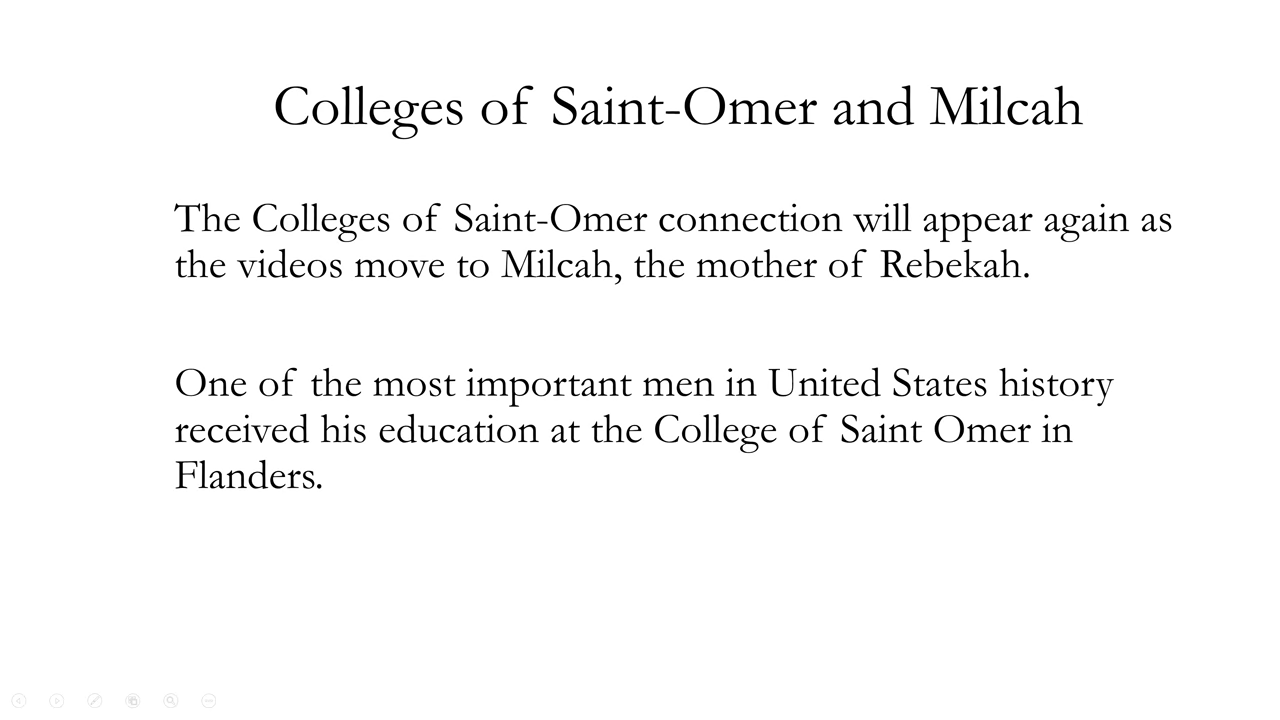 Colleges of Saint-Omer and Milcah
The Colleges of Saint-Omer connection will appear again as
the videos move to Milcah, the mother of Rebekah.
One of the most important men in United States history
received his education at the College of Saint Omer in
Flanders.